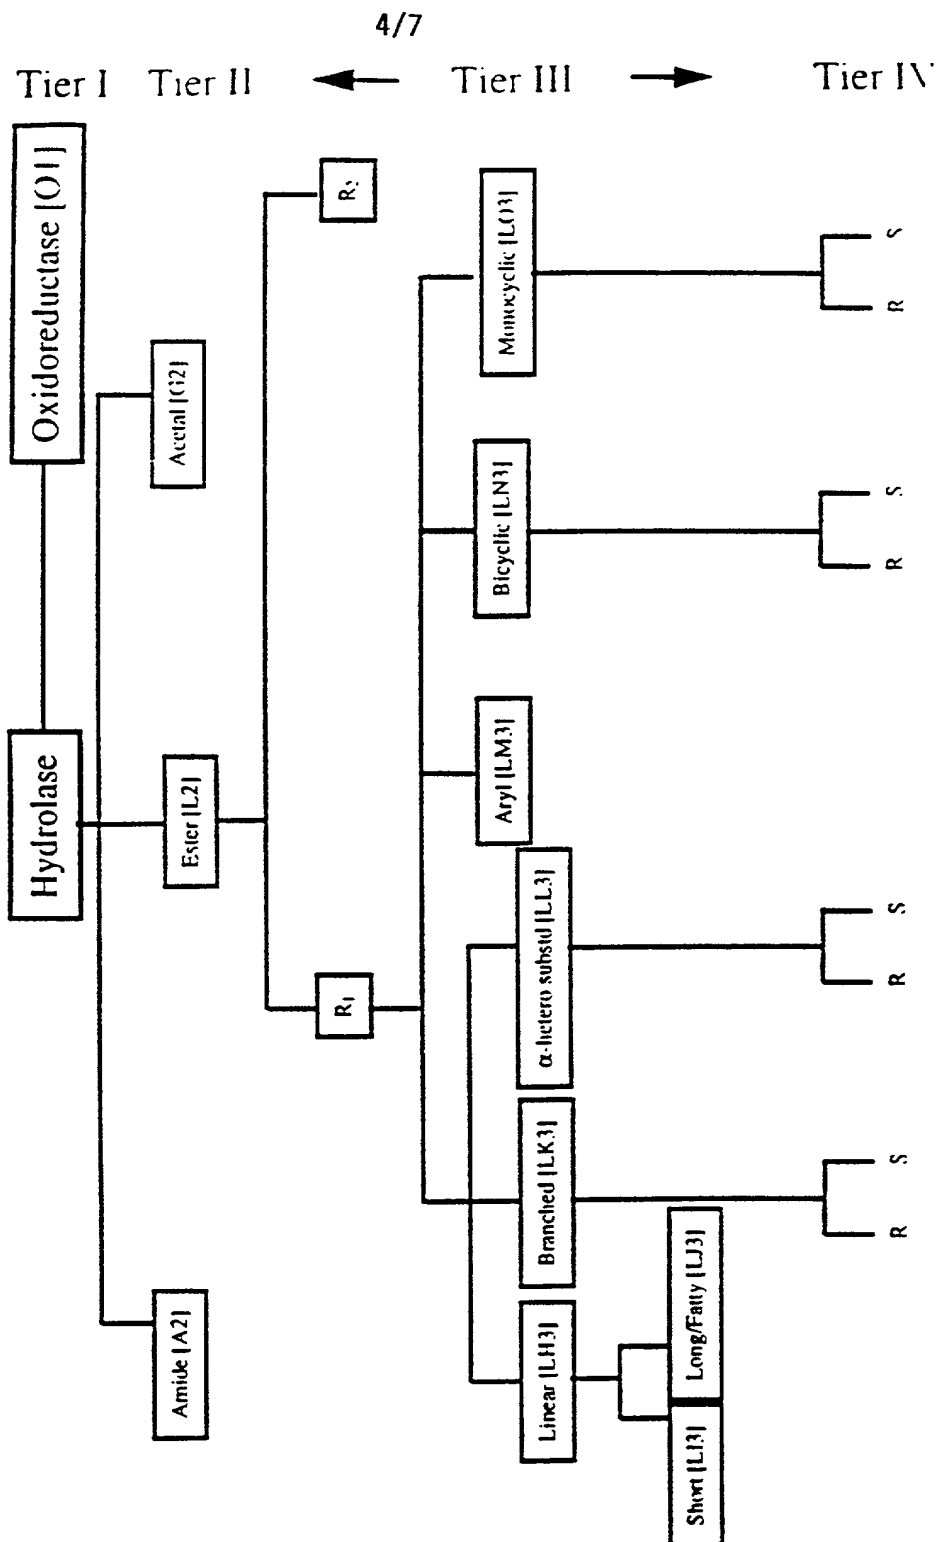 4/7
Tier I Tier II Tier III Tier IV
Oxidoreductase [O1]
Hydrolase
Acetal [G2]
Ester [L2]
Amide [A2]
R₂
R₁
Monocyclic [LO3]
Bicyclic [LN3]
Aryl [LM3]
α-hetero substd [LL3]
Branched [LK3]
Linear [LH3]
Long/Fatty [LJ3]
Short [LI3]
S
R
S
R
S
R
S
R